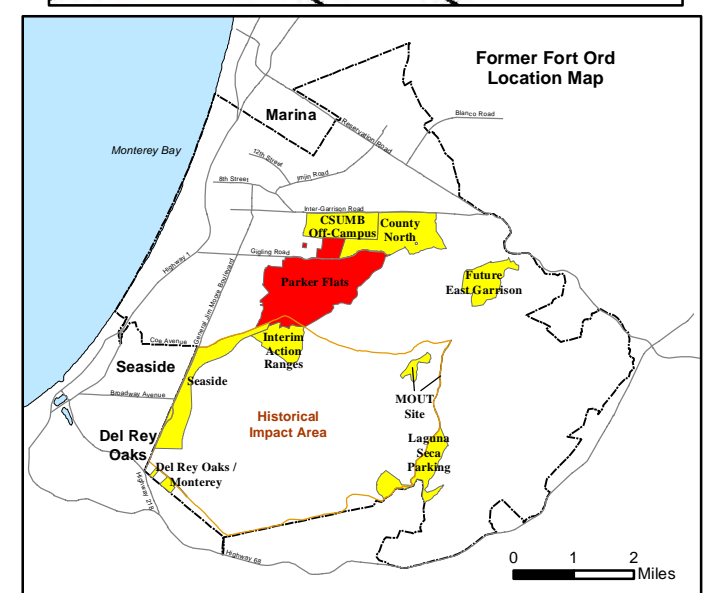 Former Fort Ord
Location Map
Marina
Blanco Road
Reservation Road
Monterey Bay
12th Street
Imjin Road
8th Street
Inter-Garrison Road
CSUMB
Off-Campus
County
North
Gigling Road
Highway 1
General Jim Moore Boulevard
Parker Flats
Future
East Garrison
Coe Avenue
Interim
Action
Ranges
Seaside
Seaside
Broadway Avenue
MOUT
Site
Historical
Impact Area
Del Rey
Oaks
Laguna
Seca
Parking
Del Rey Oaks /
Monterey
Highway 218
Highway 68
0 1 2
Miles